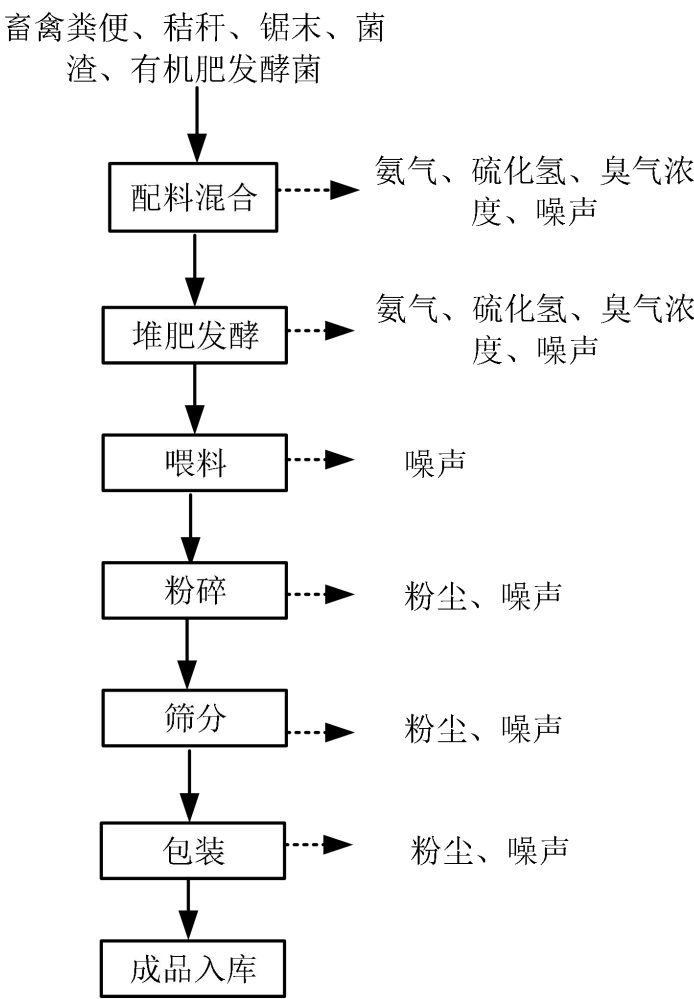 畜禽粪便、秸秆、锯末、菌
渣、有机肥发酵菌
配料混合
氨气、硫化氢、臭气浓
度、噪声
堆肥发酵
氨气、硫化氢、臭气浓
度、噪声
喂料
噪声
粉碎
粉尘、噪声
筛分
粉尘、噪声
包装
粉尘、噪声
成品入库